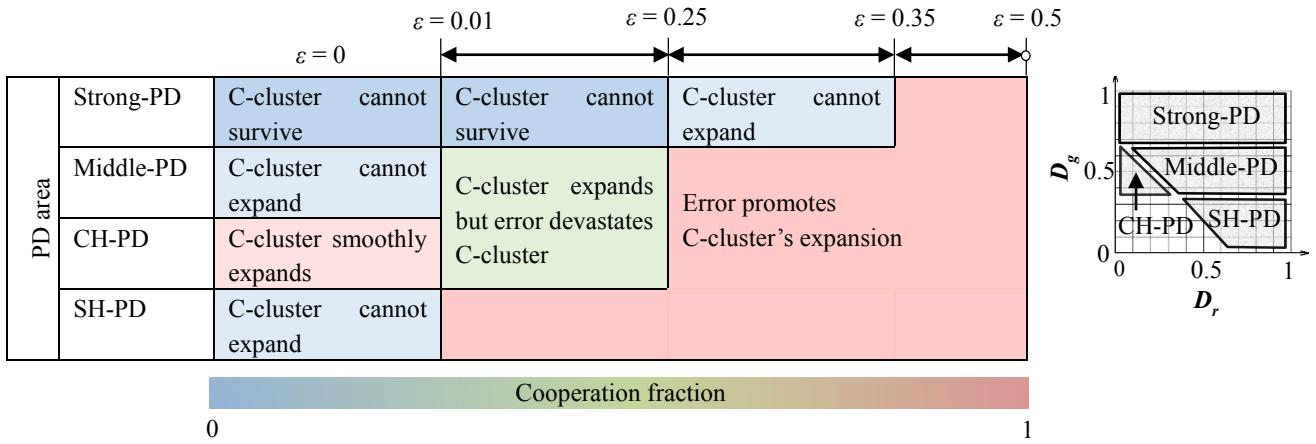 ε = 0.01
ε = 0.25
ε = 0.35
ε = 0.5
ε = 0
PD area
Strong-PD
C-cluster cannot
survive
C-cluster cannot
survive
C-cluster cannot
expand
Middle-PD
C-cluster cannot
expand
C-cluster expands
but error devastates
C-cluster
Error promotes
C-cluster’s expansion
CH-PD
C-cluster smoothly
expands
SH-PD
C-cluster cannot
expand
Cooperation fraction
0
1
1
0.5
0
Dg
Strong-PD
Middle-PD
CH-PD
SH-PD
0
0.5
1
Dr